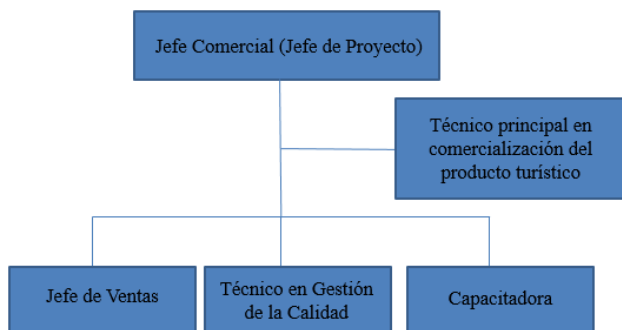 Jefe Comercial (Jefe de Proyecto)
Técnico principal en
comercialización del
producto turístico
Jefe de Ventas
Técnico en Gestión
de la Calidad
Capacitadora